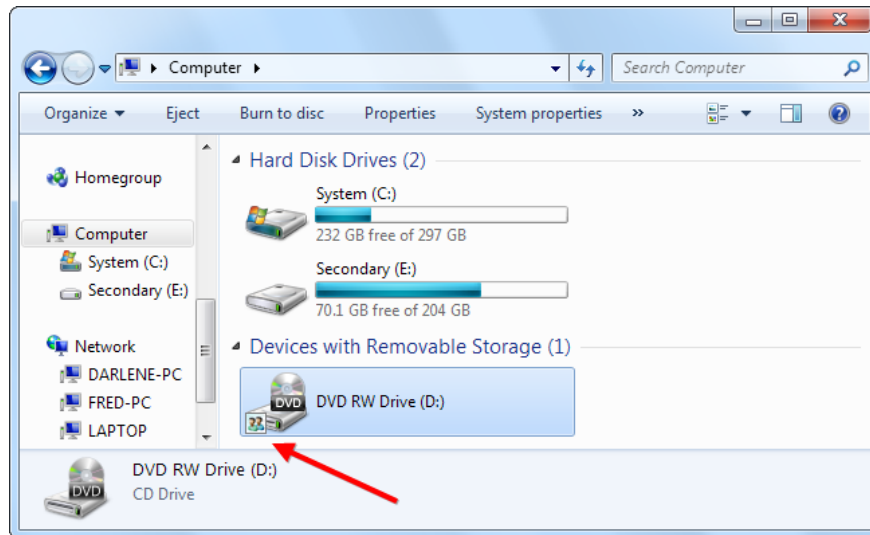 Computer
Search Computer
Organize Eject Burn to disc Properties System properties »
Homegroup
Computer
System (C:)
Secondary (E:)
Network
DARLENE-PC
FRED-PC
LAPTOP
Hard Disk Drives (2)
System (C:)
232 GB free of 297 GB
Secondary (E:)
70.1 GB free of 204 GB
Devices with Removable Storage (1)
DVD
DVD RW Drive (D:)
DVD
DVD RW Drive (D:)
CD Drive